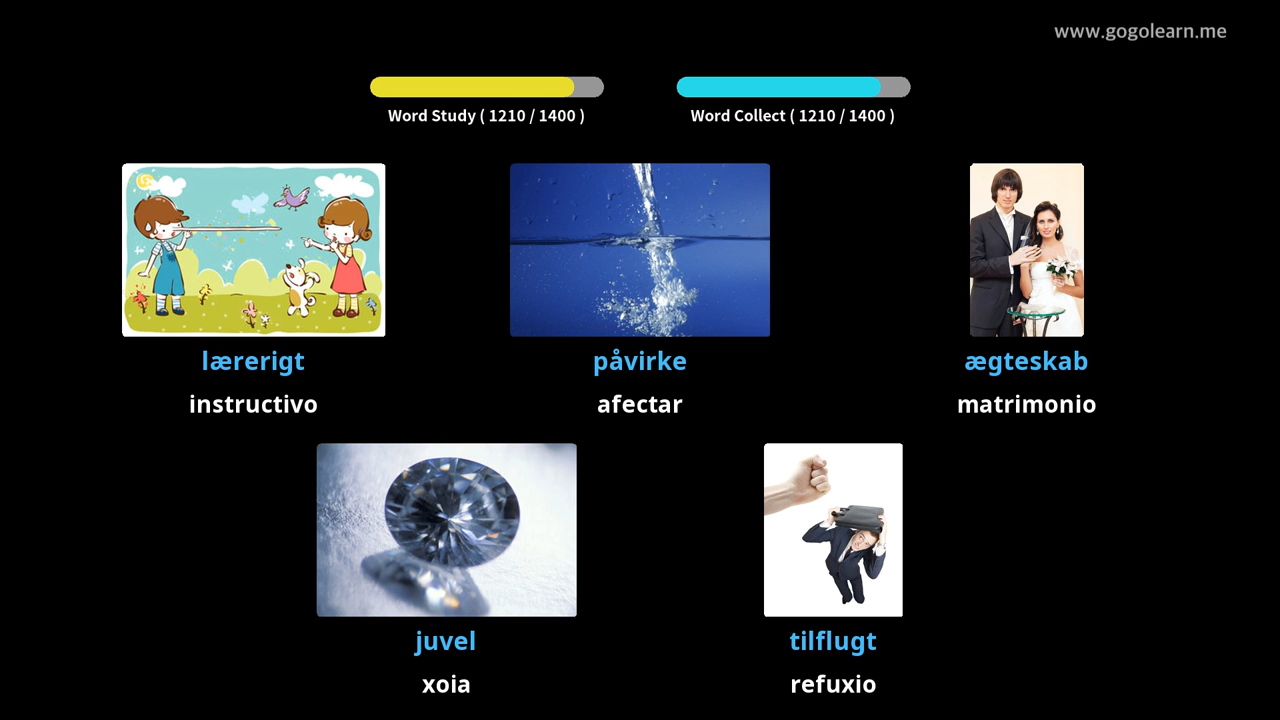 www.gogolearn.me
Word Study ( 1210 / 1400 )
Word Collect ( 1210 / 1400 )
lærerigt
instructivo
påvirke
afectar
ægteskab
matrimonio
juvel
xoia
tilflugt
refuxio